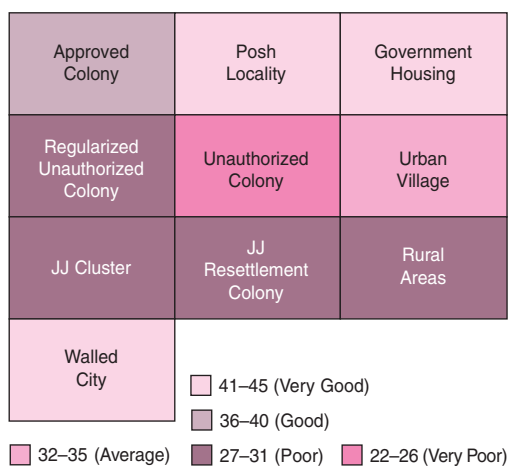 Approved
Colony
Posh
Locality
Government
Housing
Regularized
Unauthorized
Colony
Unauthorized
Colony
Urban
Village
JJ Cluster
JJ
Resettlement
Colony
Rural
Areas
Walled
City
41–45 (Very Good)
36–40 (Good)
32–35 (Average)
27–31 (Poor)
22–26 (Very Poor)